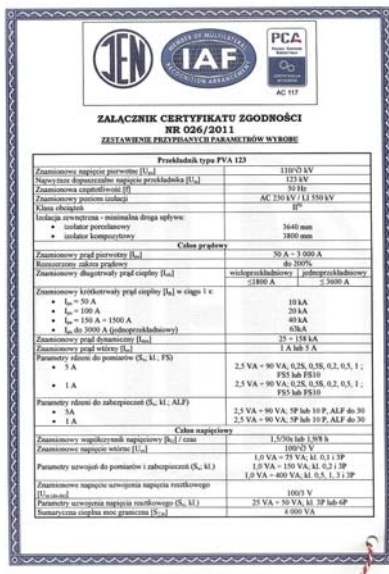 JEN
MEMBER OF MULTILATERAL
IAF
RECOGNITION ARRANGEMENT
PCA
AC 117
ZAŁĄCZNIK CERTYFIKATU ZGODNOŚCI
NR 026/2011
ZESTAWIENIE PRZYPISANYCH PARAMETRÓW WYROBU
Przekładnik typu PVA 123
Znamionowe napięcie pierwotne 110/√3 kV
Najwyższe dopuszczalne napięcie przekładnika [Um] 123 kV
Znamionowa częstotliwość [f] 50 Hz
Znamionowy poziom izolacji AC 230 kV / LI 550 kV
Klasa obciążeń
Izolacja zewnętrzna - minimalna droga upływu:
• izolator porcelanowy 3640 mm
• izolator kompozytowy 3800 mm
Człon prądowy
Znamionowy prąd pierwotny 50 A ÷ 3 000 A
Rozszerzony zakres prądowy do 200%
Znamionowy długotrwały prąd cieplny wieloprzekładniowy jednoprzekładniowy
≤1800 A ≤ 3600 A
Znamionowy krótkotrwały prąd cieplny w ciągu 1 s:
• = 50 A 10 kA
• = 100 A 20 kA
• = 150 A ÷ 1500 A 40 kA
• do 3000 A (jednoprzekładniowy) 63kA
Znamionowy prąd dynamiczny 25 ÷ 158 kA
Znamionowy prąd wtórny 1 A lub 5 A
Parametry rdzeni do pomiarów (Sn; kl.; FS)
• 5 A 2,5 VA ÷ 90 VA; 0,2S, 0,5S, 0,2, 0,5, 1 ;
FS5 lub FS10
• 1 A 2,5 VA ÷ 90 VA; 0,2S, 0,5S, 0,2, 0,5, 1 ;
FS5 lub FS10
Parametry rdzeni do zabezpieczeń (Sn; kl.; ALF)
• 5A 2,5 VA ÷ 90 VA; 5P lub 10 P, ALF do 30
• 1 A 2,5 VA ÷ 90 VA; 5P lub 10 P, ALF do 30
Człon napięciowy
Znamionowy współczynnik napięciowy / czas 1,5/30s lub 1,9/8 h
Znamionowe napięcie wtórne 100/√3 V
Parametry uzwojeń do pomiarów i zabezpieczeń (Sn; kl.) 1,0 VA ÷ 75 VA; kl. 0,1 i 3P
1,0 VA ÷ 150 VA; kl. 0,2 i 3P
1,0 VA ÷ 400 VA; kl. 0,5, 1, 3 i 3P
Znamionowe napięcie uzwojenia napięcia resztkowego
100/3 V
Parametry uzwojenia napięcia resztkowego (Sn; kl.) 25 VA ÷ 50 VA; kl. 3P lub 6P
Sumaryczna cieplna moc graniczna 4 000 VA